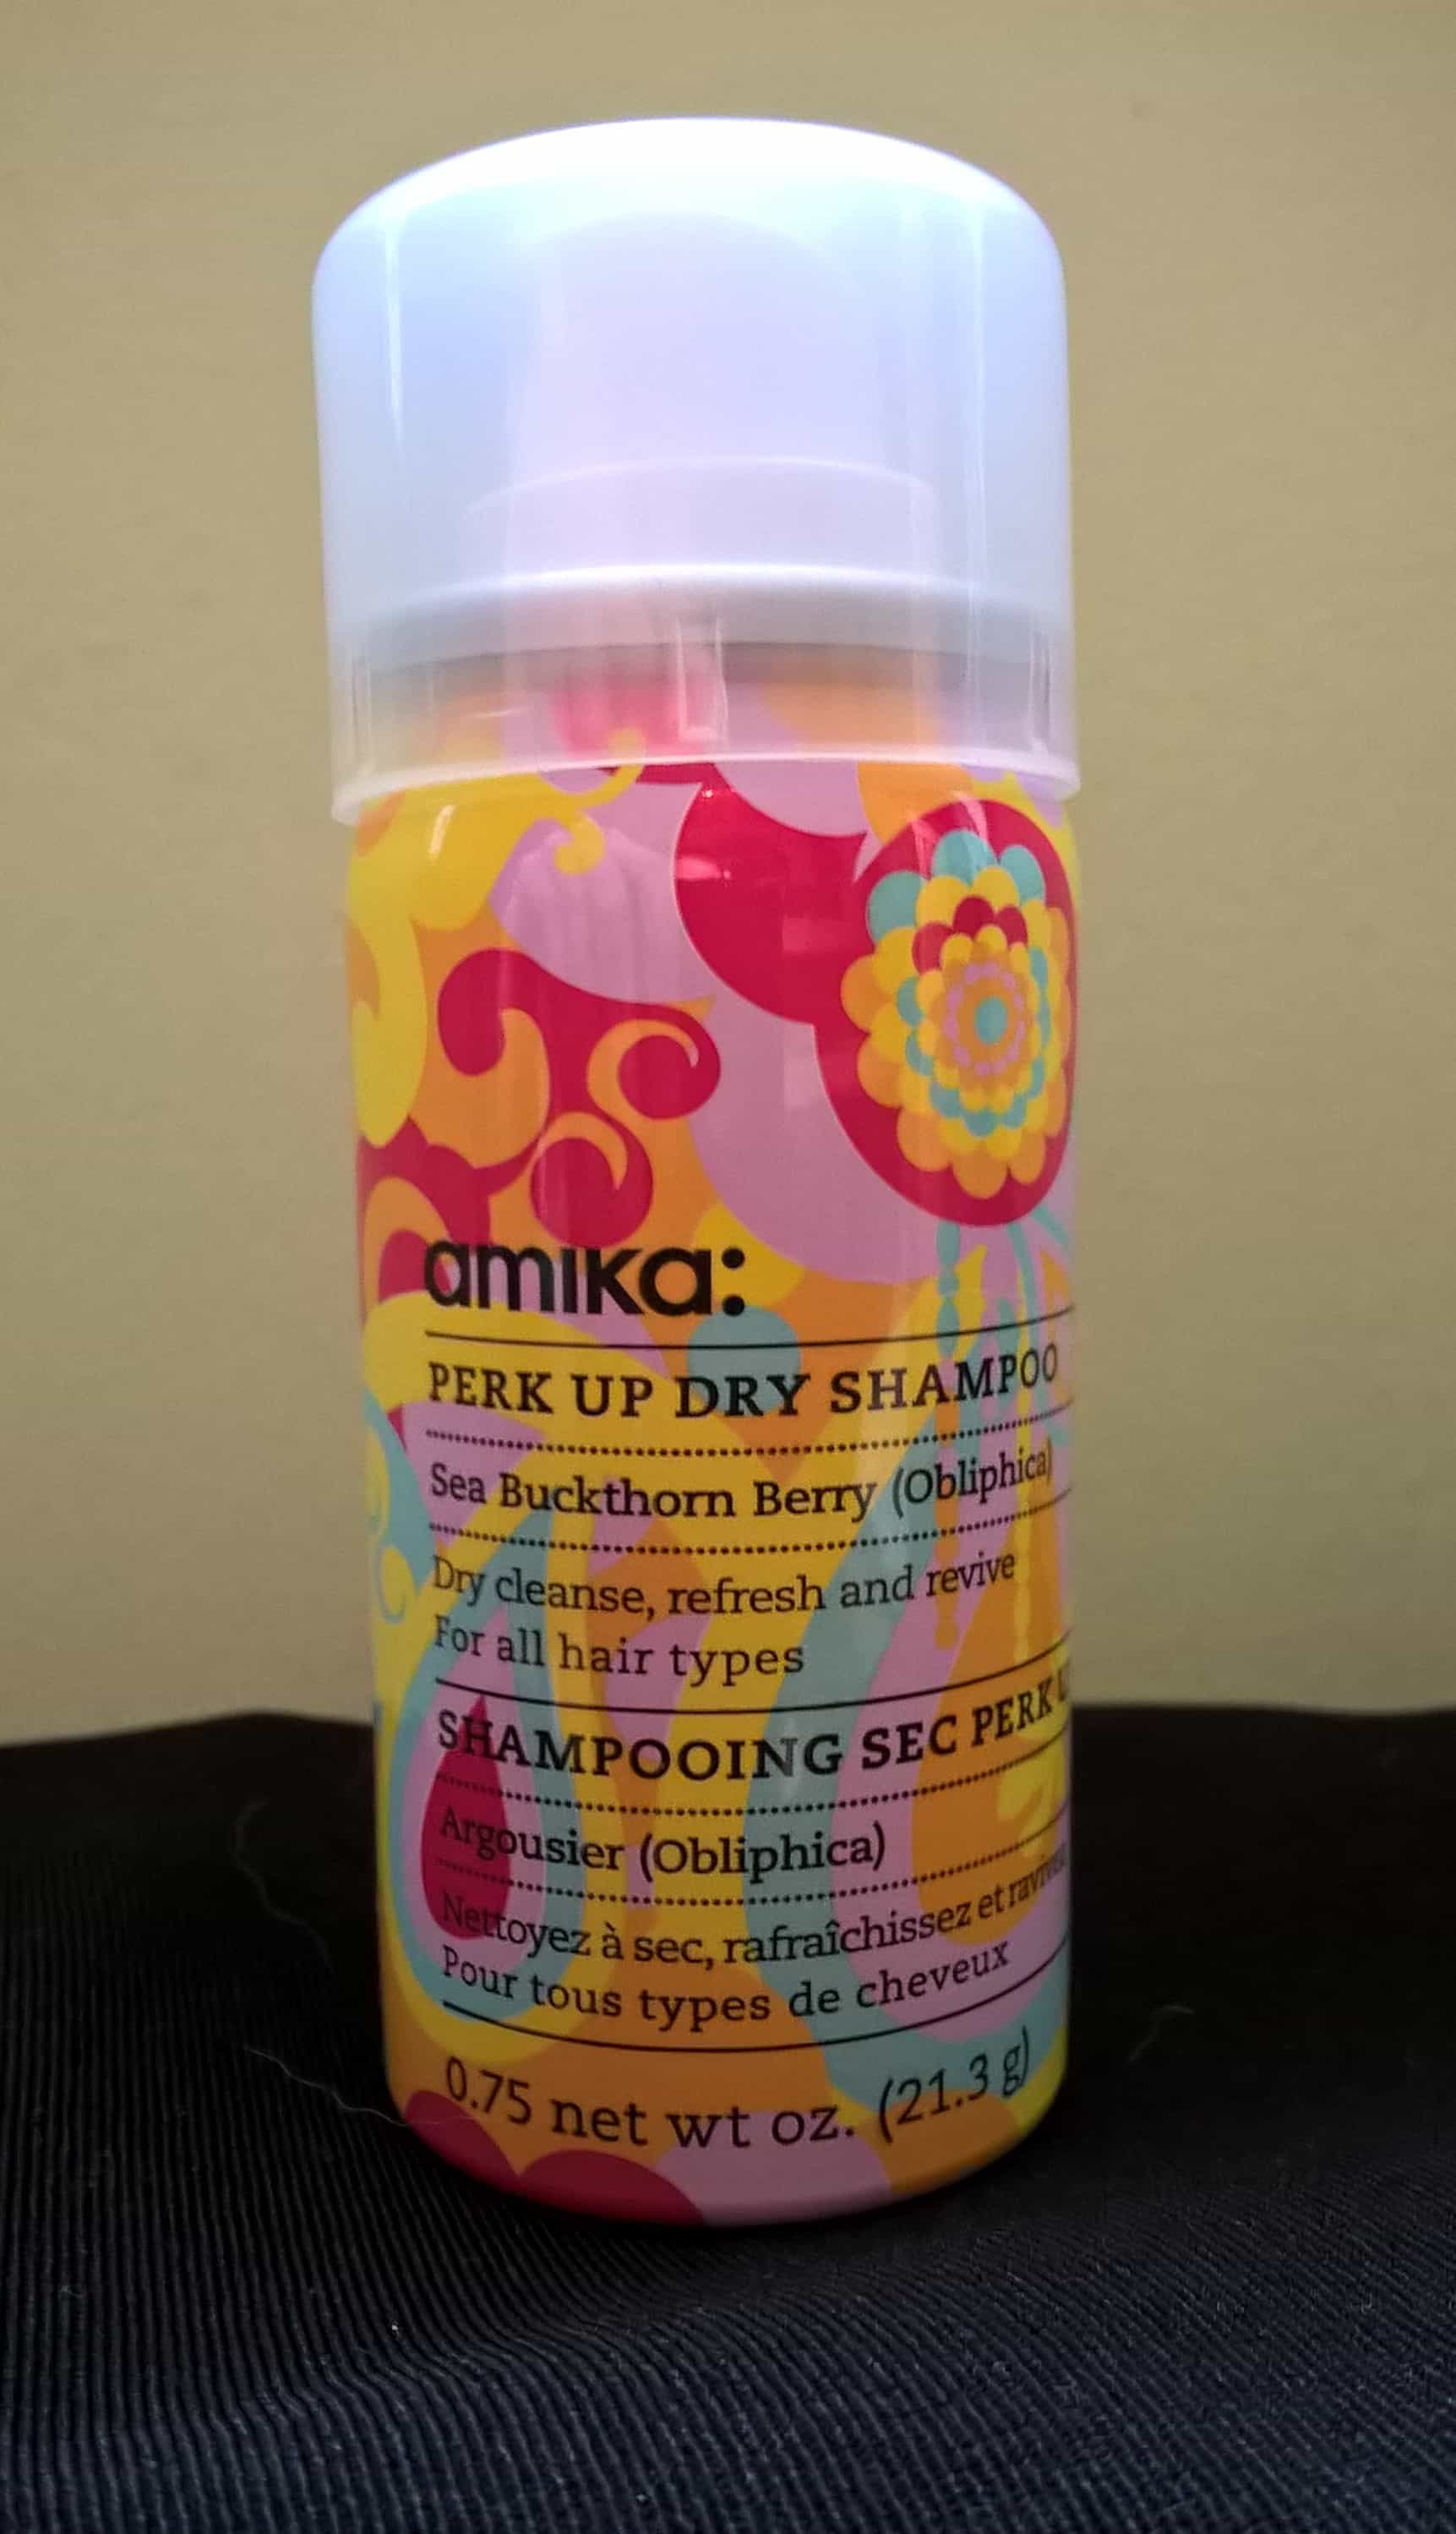 amika:
PERK UP DRY SHAMPOO
Sea Buckthorn Berry (Obliphica)
Dry cleanse, refresh and revive
For all hair types
SHAMPOOING SEC PERK
Argousier (Obliphica)
Nettoyez à sec, rafraîchissez et
Pour tous types de cheveux
0.75 net wt oz. (21.3 g)